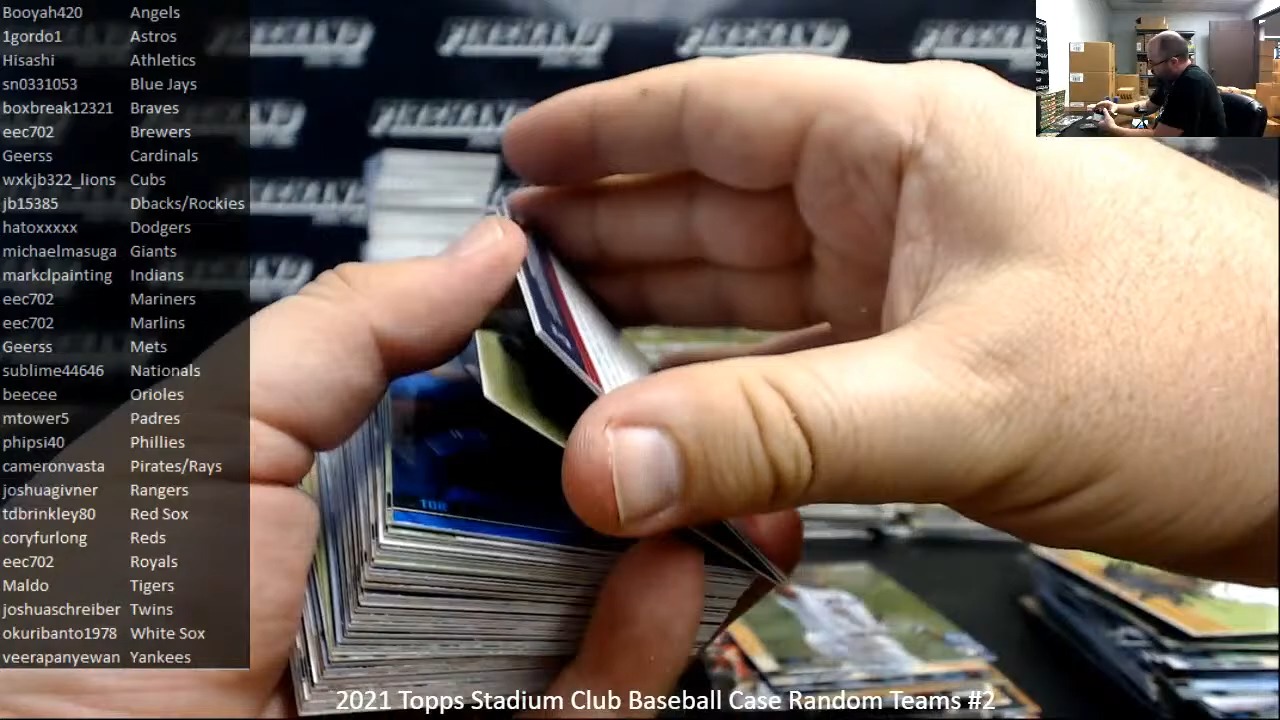 Booyah420 Angels
1gordo1 Astros
Hisashi Athletics
sn0331053 Blue Jays
boxbreak12321 Braves
eec702 Brewers
Geerss Cardinals
wxkjb322_lions Cubs
jb15385 Dbacks/Rockies
hatoxxxxx Dodgers
michaelmasuga Giants
markclpainting Indians
eec702 Mariners
eec702 Marlins
Geerss Mets
sublime44646 Nationals
beecee Orioles
mtower5 Padres
phipsi40 Phillies
cameronvasta Pirates/Rays
joshuagivner Rangers
tdbrinkley80 Red Sox
coryfurlong Reds
eec702 Royals
Maldo Tigers
joshuaschreiber Twins
okuribanto1978 White Sox
veerapanyewan Yankees
2021 Topps Stadium Club Baseball Case Random Teams #2